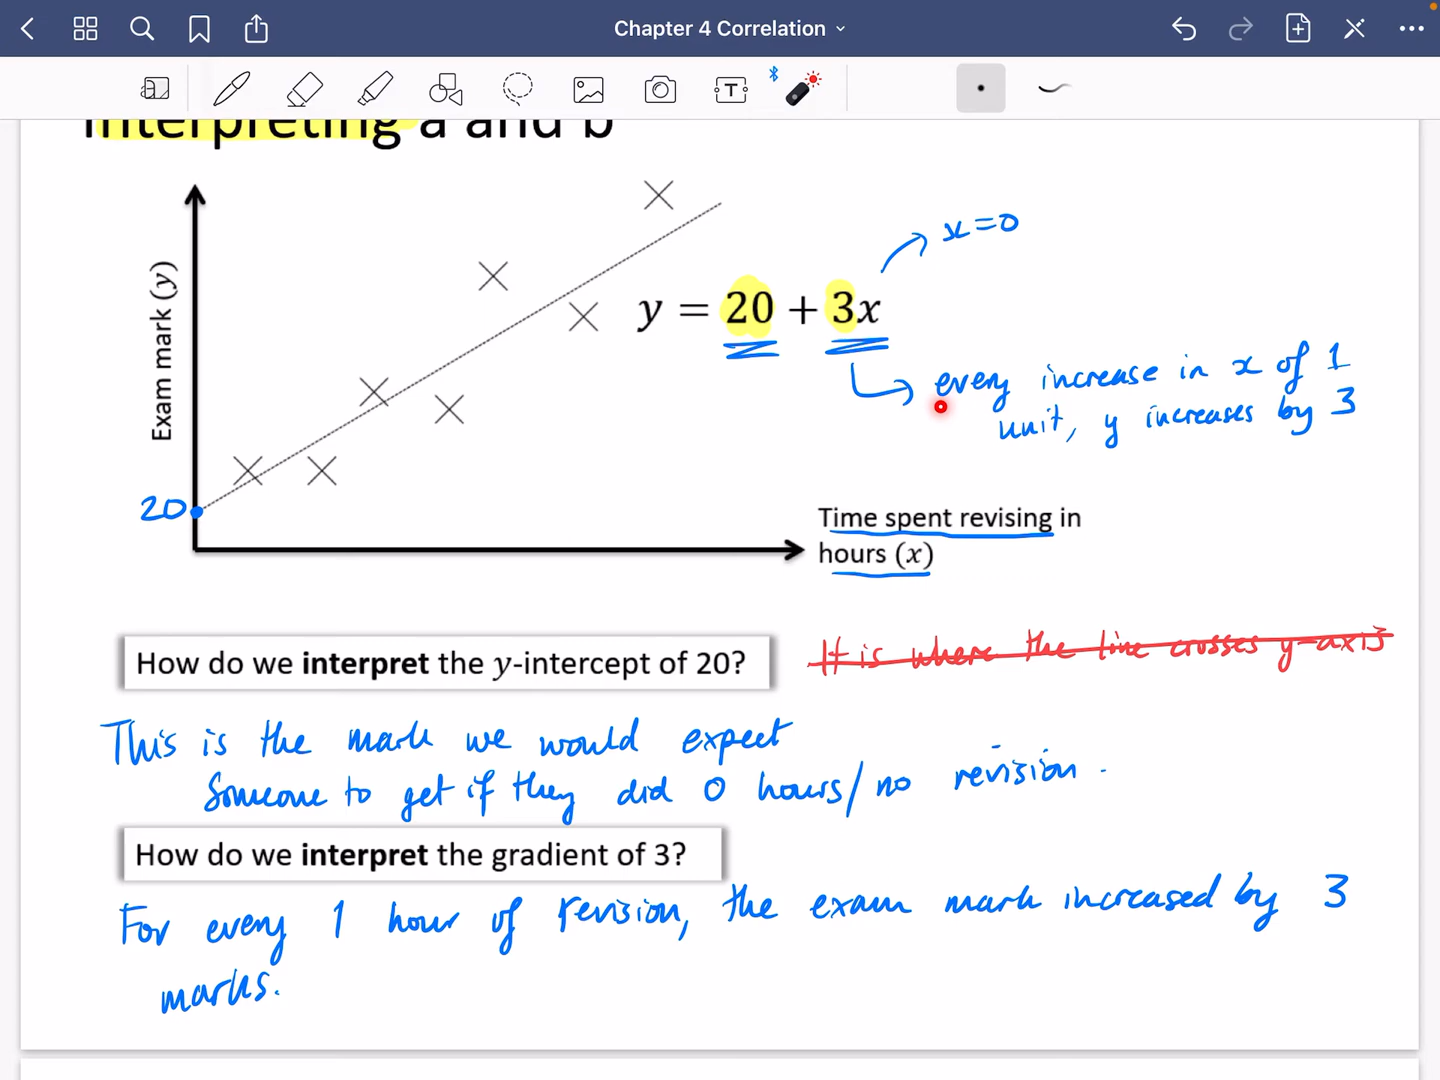 Chapter 4 Correlation
T
Interpreting a and b
x=0
Exam mark (y)
y = 20 + 3x
every increase in x of 1
unit, y increases by 3
20
Time spent revising in
hours (x)
How do we interpret the y-intercept of 20?
It is where the line crosses y-axis
This is the mark we would expect
someone to get if they did 0 hours/no revision.
How do we interpret the gradient of 3?
For every 1 hour of revision, the exam mark increased by 3
marks.